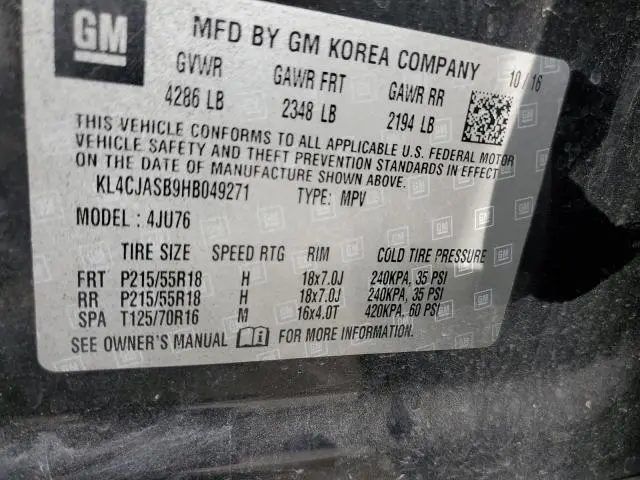 GM
MFD BY GM KOREA COMPANY 10/16
GVWR GAWR FRT GAWR RR
4286 LB 2348 LB 2194 LB
THIS VEHICLE CONFORMS TO ALL APPLICABLE U.S. FEDERAL MOTOR
VEHICLE SAFETY AND THEFT PREVENTION STANDARDS IN EFFECT
ON THE DATE OF MANUFACTURE SHOWN ABOVE.
KL4CJASB9HB049271 TYPE: MPV
MODEL : 4JU76
TIRE SIZE SPEED RTG RIM COLD TIRE PRESSURE
FRT P215/55R18 H 18x7.0J 240KPA, 35 PSI
RR P215/55R18 H 18x7.0J 240KPA, 35 PSI
SPA T125/70R16 M 16x4.0T 420KPA, 60 PSI
SEE OWNER'S MANUAL FOR MORE INFORMATION.